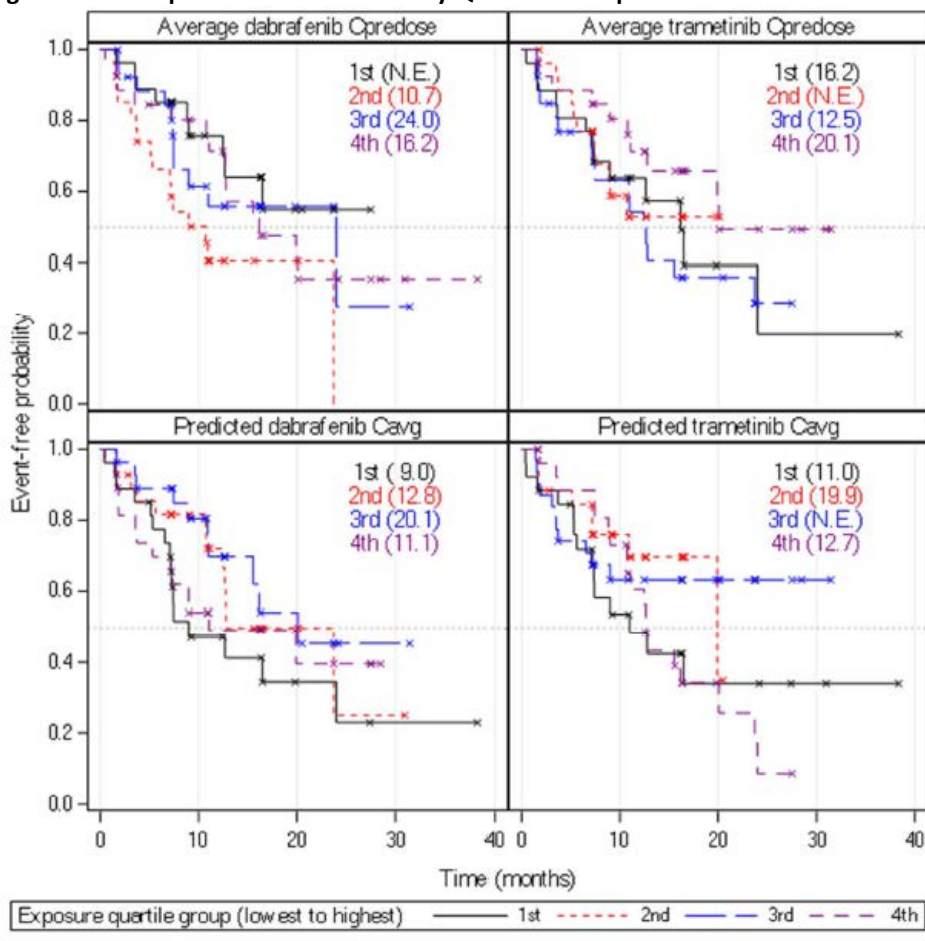 Average dabrafenib Cpredose
Average trametinib Cpredose
1st (N.E.)
2nd (10.7)
3rd (24.0)
4th (16.2)
1st (16.2)
2nd (N.E.)
3rd (12.5)
4th (20.1)
1.0
0.8
0.6
0.4
0.2
0.0
Event-free probability
Predicted dabrafenib Cavg
Predicted trametinib Cavg
1st ( 9.0)
2nd (12.8)
3rd (20.1)
4th (11.1)
1st (11.0)
2nd (19.9)
3rd (N.E.)
4th (12.7)
1.0
0.8
0.6
0.4
0.2
0.0
0 10 20 30 40 0 10 20 30 40
Time (months)
Exposure quartile group (lowest to highest) 1st 2nd 3rd 4th